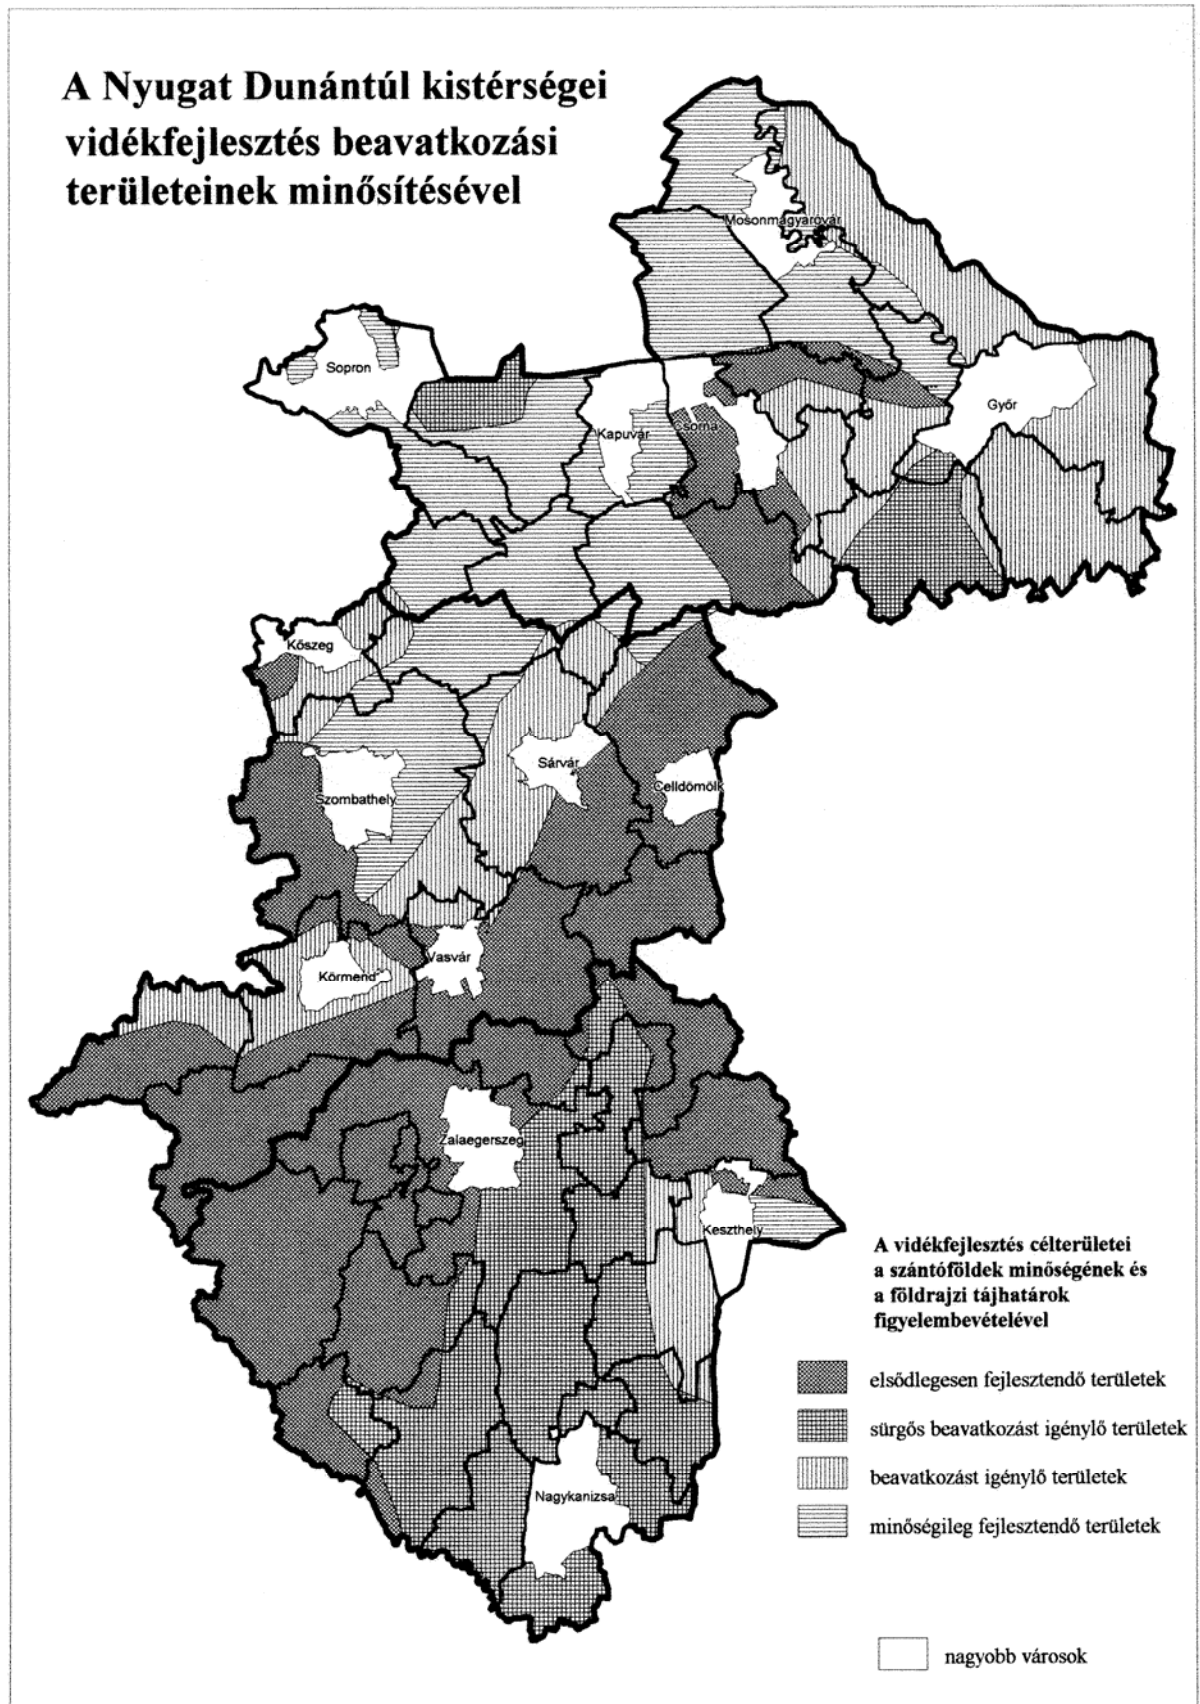 A Nyugat Dunántúl kistérségei
vidékfejlesztés beavatkozási
területeinek minősítésével
Mosonmagyaróvár
Sopron
Győr
Csorna
Kapuvár
Kőszeg
Sárvár
Celldömölk
Szombathely
Vasvár
Körmend
Zalaegerszeg
Keszthely
Nagykanizsa
A vidékfejlesztés célterületei
a szántóföldek minőségének és
a földrajzi tájhatárok
figyelembevételével
elsődlegesen fejlesztendő területek
sürgős beavatkozást igénylő területek
beavatkozást igénylő területek
minőségileg fejlesztendő területek
nagyobb városok